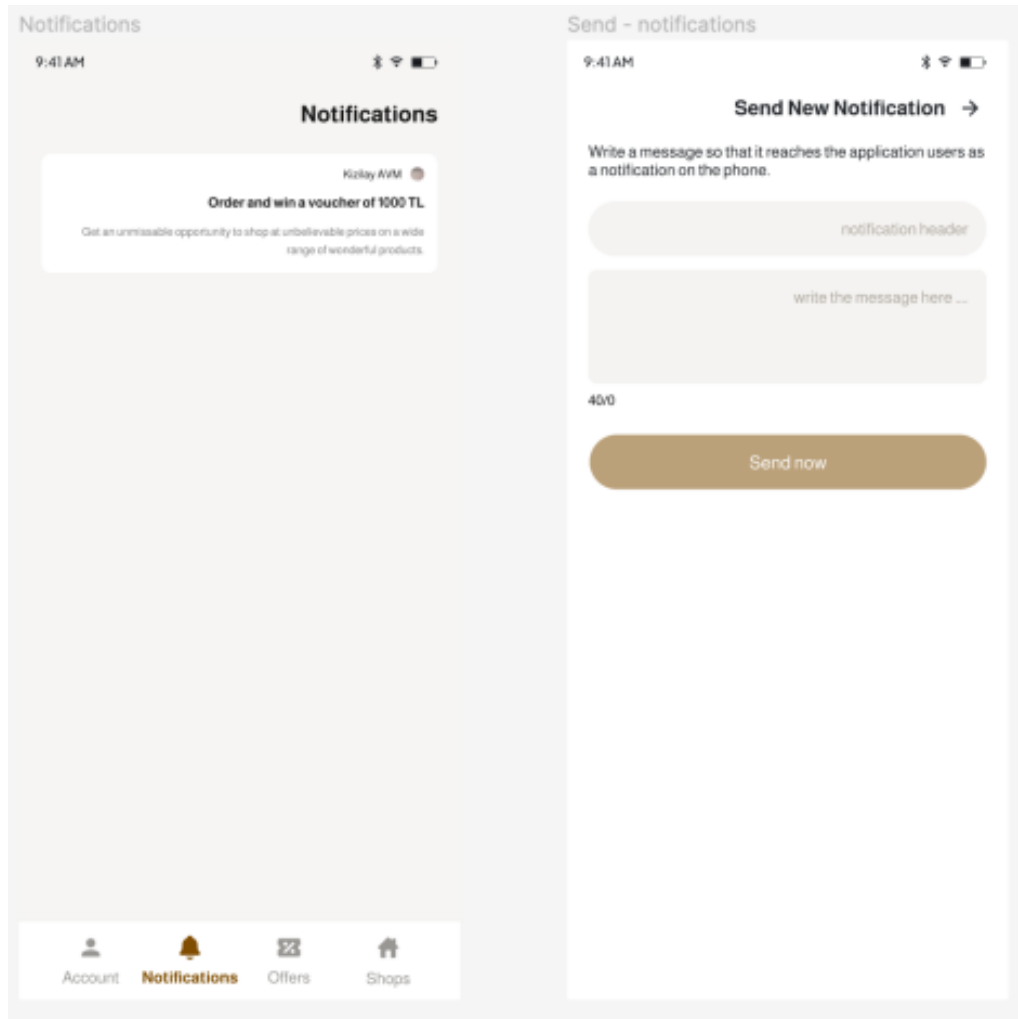 Notifications
9:41 AM
Notifications
Kizilay AVM
Order and win a voucher of 1000 TL
Get an unmissable opportunity to shop at unbelievable prices on a wide
range of wonderful products.
Account
Notifications
Offers
Shops
Send - notifications
9:41 AM
Send New Notification →
Write a message so that it reaches the application users as
a notification on the phone.
notification header
write the message here ...
40/0
Send now